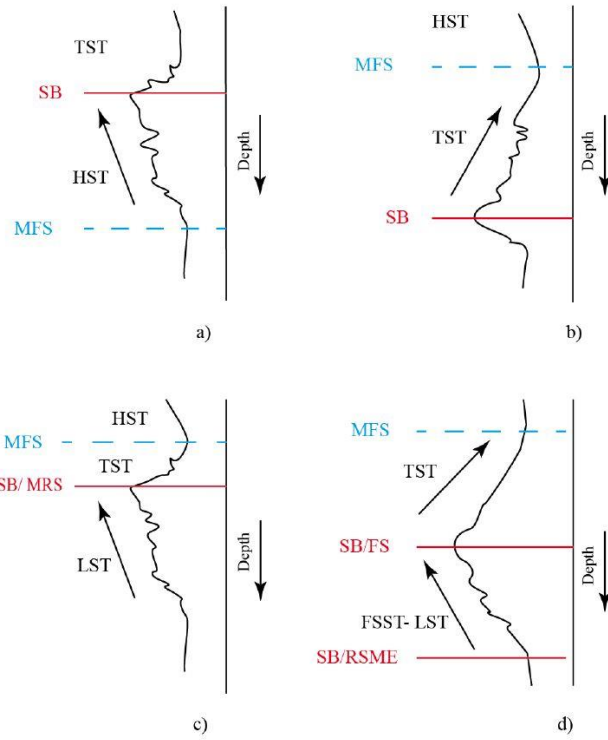 TST
SB
HST
MFS
Depth
a)
HST
MFS
TST
SB
Depth
b)
HST
MFS
TST
SB/ MRS
LST
Depth
c)
MFS
TST
SB/FS
FSST- LST
SB/RSME
Depth
d)